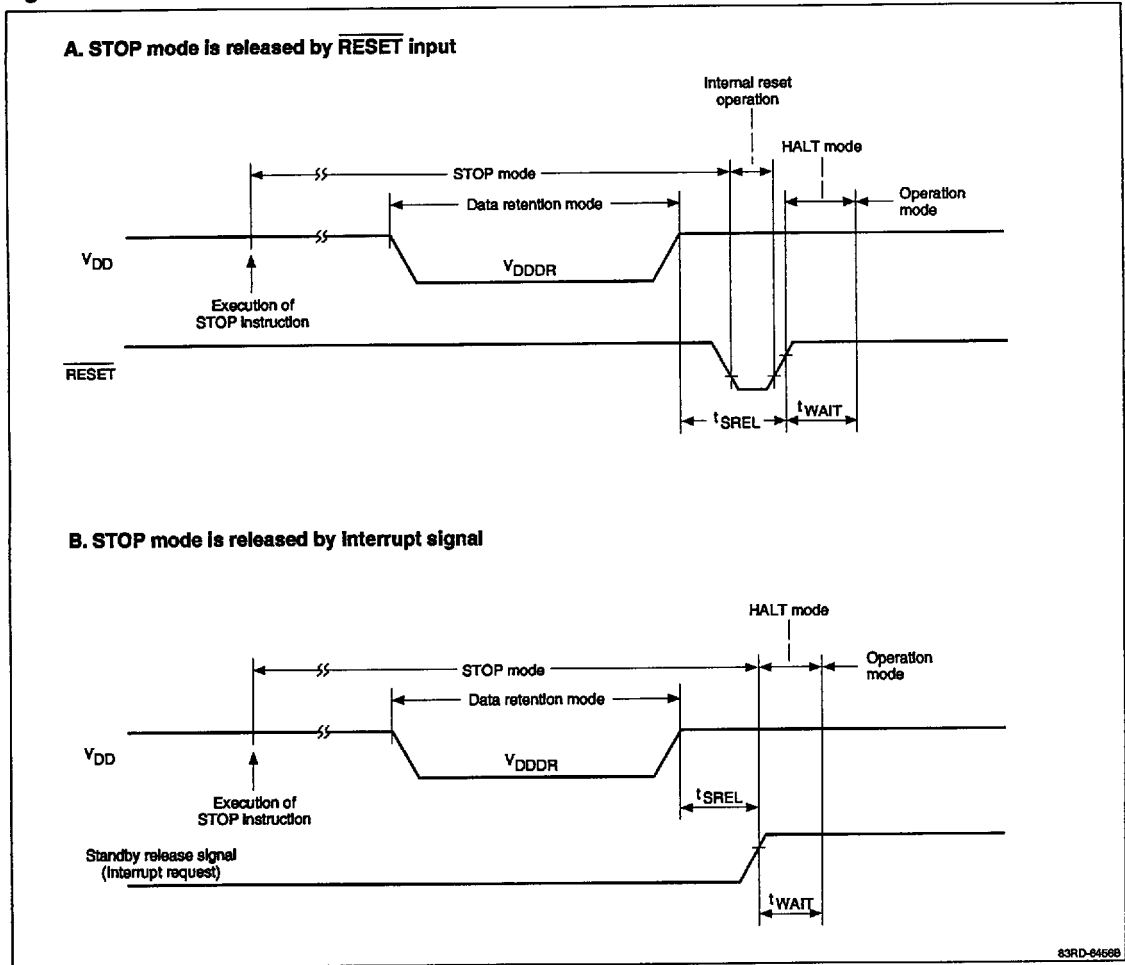 A. STOP mode is released by RESET input
Internal reset
operation
HALT mode
STOP mode
Operation
mode
Data retention mode
VDD
VDDDR
Execution of
STOP instruction
RESET
tSREL
tWAIT
B. STOP mode is released by Interrupt signal
HALT mode
STOP mode
Operation
mode
Data retention mode
VDD
VDDDR
Execution of
STOP instruction
tSREL
Standby release signal
(Interrupt request)
tWAIT
83RD-6456B